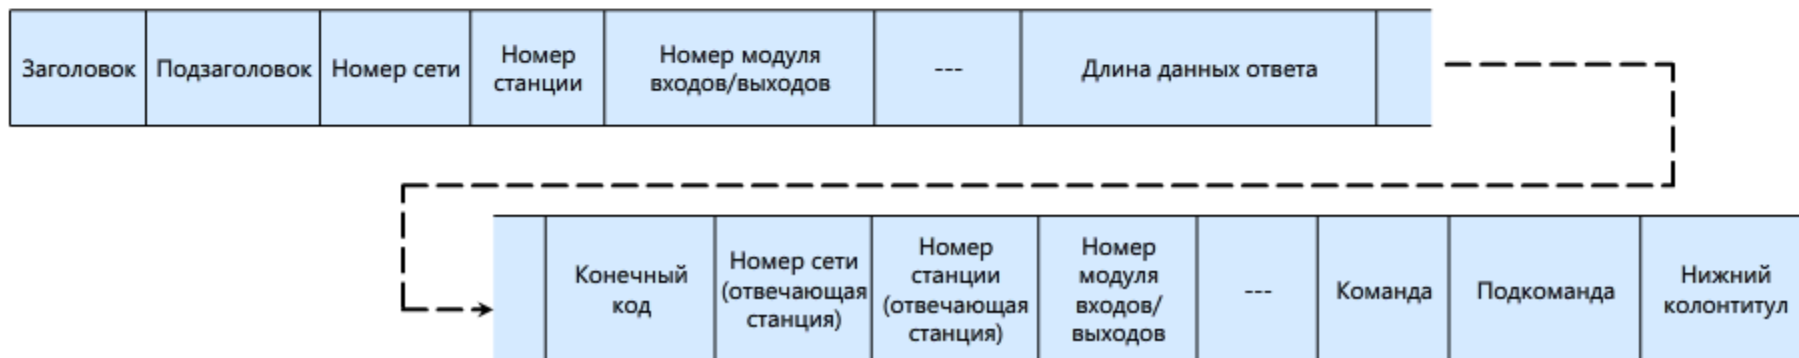 Заголовок
Подзаголовок
Номер сети
Номер
станции
Номер модуля
входов/выходов
---
Длина данных ответа
Конечный
код
Номер сети
(отвечающая
станция)
Номер
станции
(отвечающая
станция)
Номер
модуля
входов/
выходов
---
Команда
Подкоманда
Нижний
колонтитул